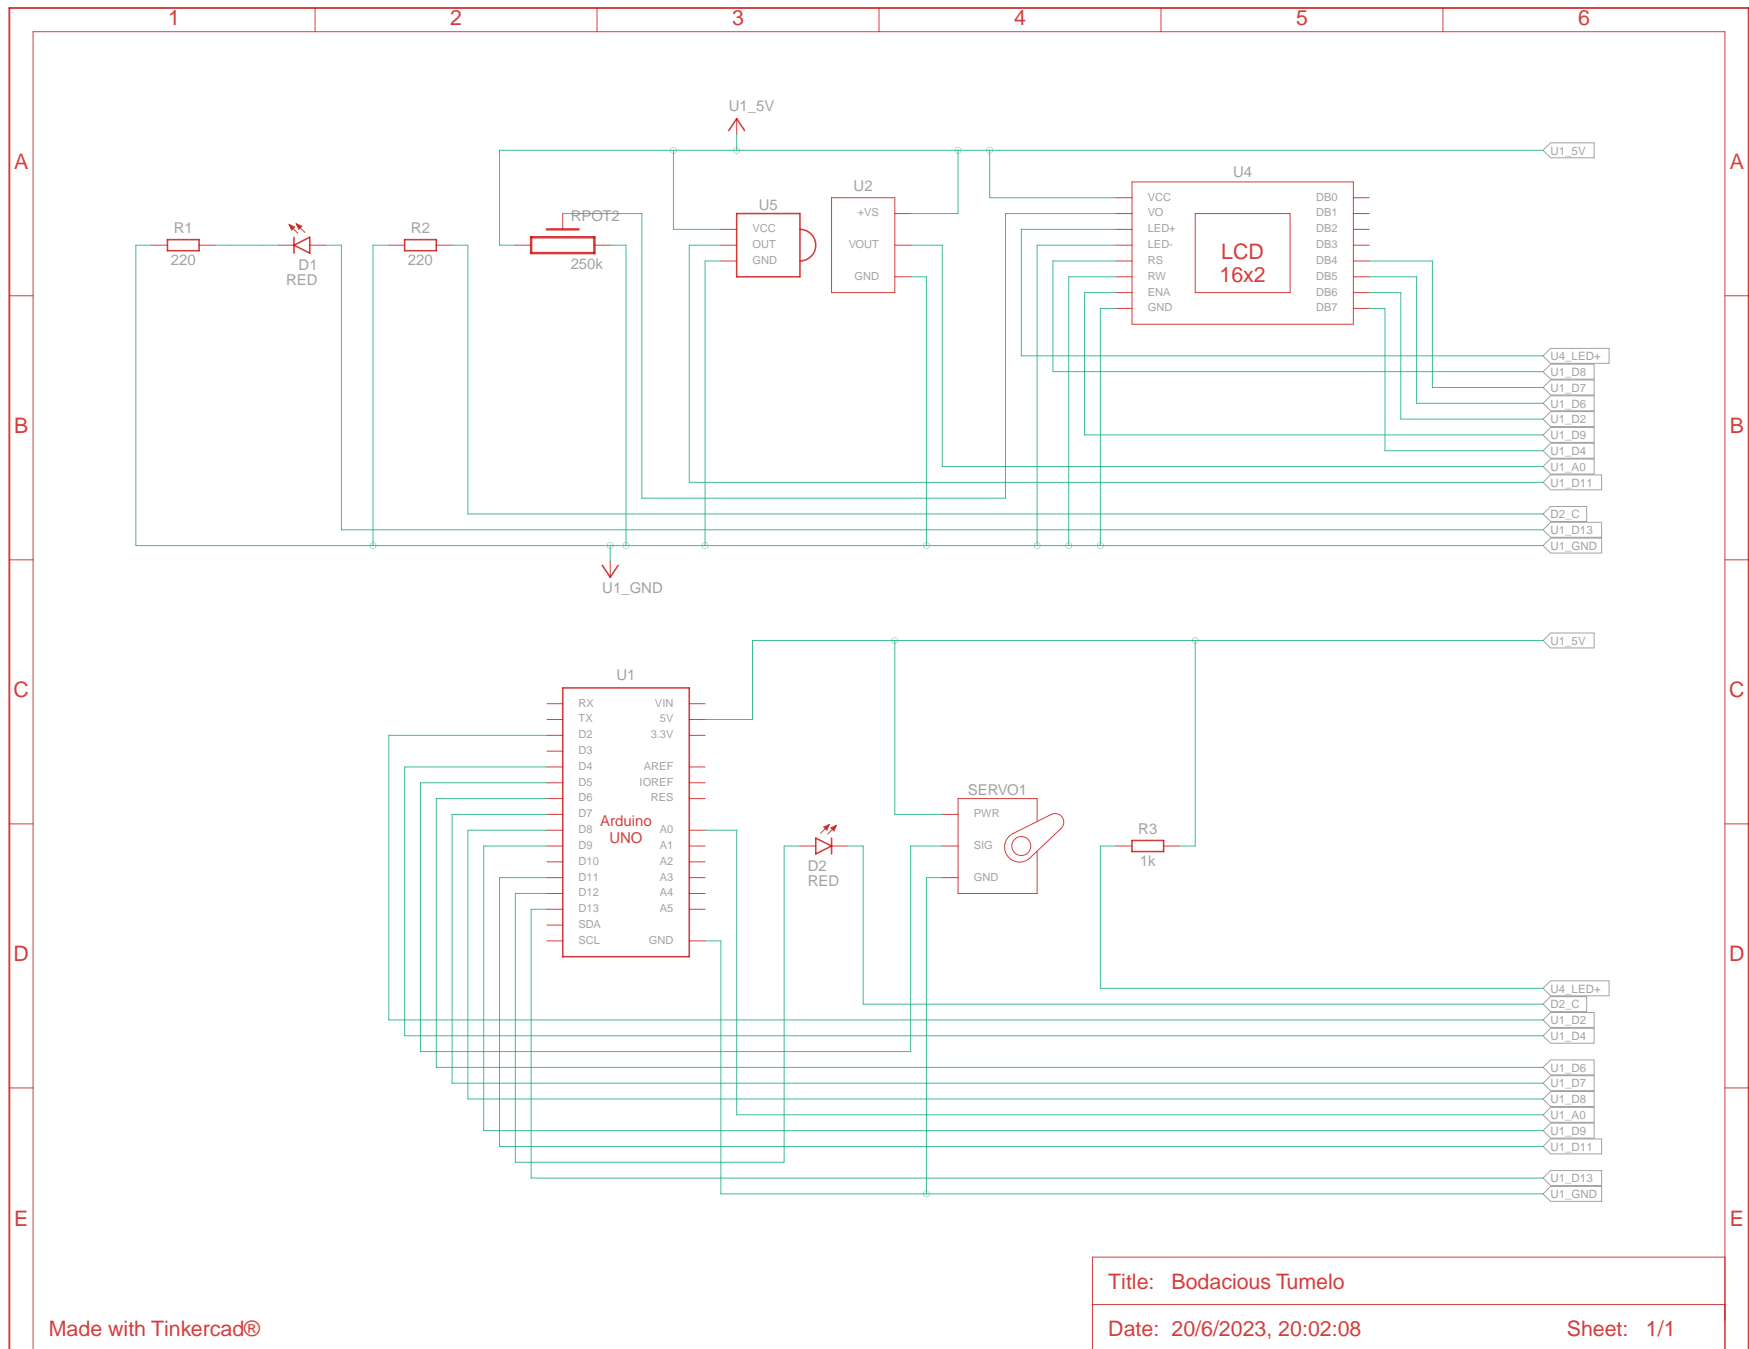 1 2 3 4 5 6
U1_5V
A A
U1_5V
U4
U2
U5
R1
220
D1
RED
R2
220
RPOT2
250k
VCC
OUT
GND
+VS
VOUT
GND
VCC DB0
VO DB1
LED+ DB2
LED- DB3
RS DB4
RW DB5
ENA DB6
GND DB7
LCD
16x2
U4_LED+
U1_D8
U1_D7
U1_D6
U1_D2
B B
U1_D9
U1_D4
U1_A0
U1_D11
D2_C
U1_D13
U1_GND
U1_GND
U1_5V
C C
U1
RX VIN
TX 5V
D2 3.3V
D3
D4 AREF
D5 IOREF
D6 RES
D7
D8 A0
D9 A1
D10 A2
D11 A3
D12 A4
D13 A5
SDA
SCL GND
Arduino
UNO
D2
RED
SERVO1
PWR
SIG
GND
R3
1k
D D
U4_LED+
D2_C
U1_D2
U1_D4
U1_D6
U1_D7
U1_D8
U1_A0
U1_D9
U1_D11
U1_D13
U1_GND
E E
Title: Bodacious Tumelo
Made with Tinkercad®
Date: 20/6/2023, 20:02:08 Sheet: 1/1